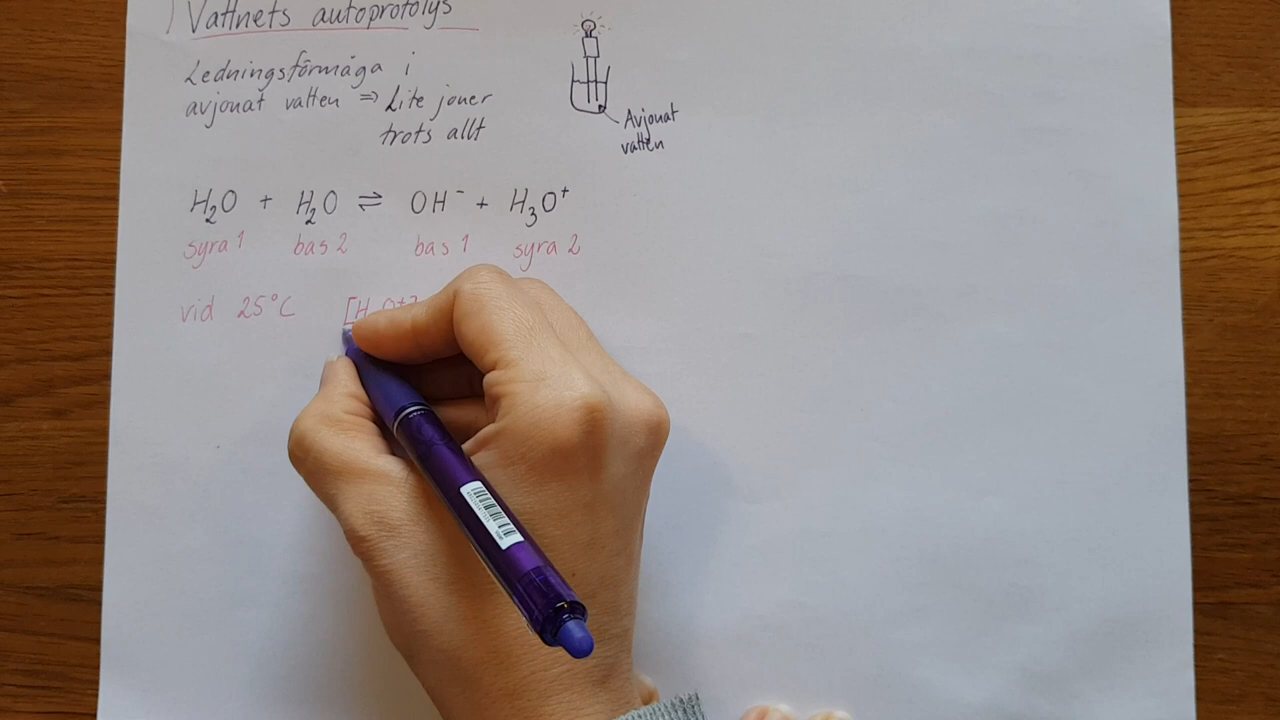 Vattnets autoprotolys
Ledningsförmåga i
avjonat vatten ⇒ Lite joner
trots allt
Avjonat
vatten
H₂O + H₂O ⇌ OH⁻ + H₃O⁺
syra 1 bas 2 bas 1 syra 2
vid 25°C